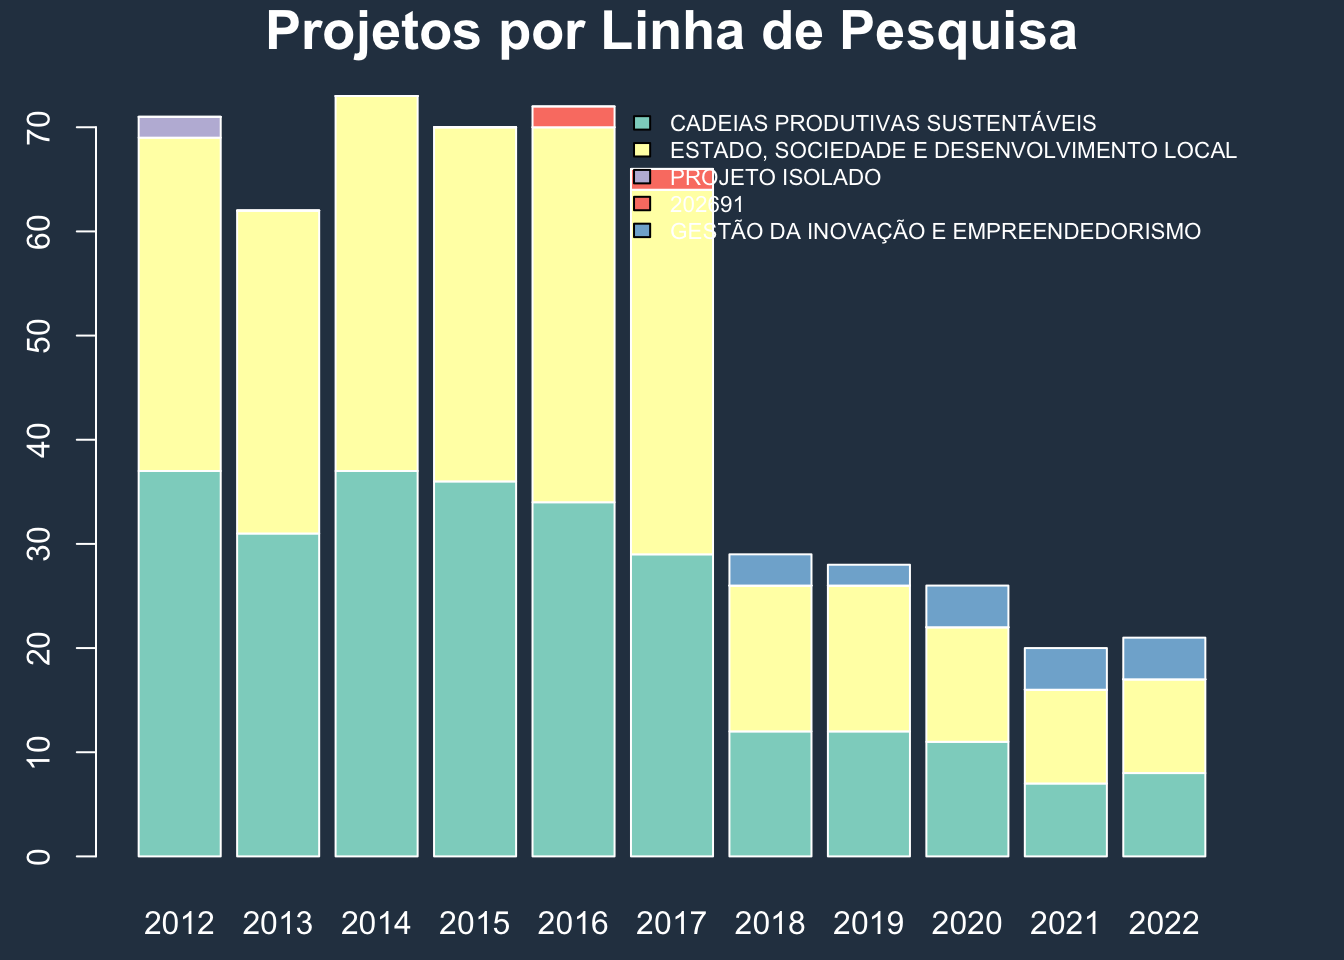 Projetos por Linha de Pesquisa
70
60
50
40
30
20
10
0
CADEIAS PRODUTIVAS SUSTENTÁVEIS
ESTADO, SOCIEDADE E DESENVOLVIMENTO LOCAL
PROJETO ISOLADO
202691
GESTÃO DA INOVAÇÃO E EMPREENDEDORISMO
2012 2013 2014 2015 2016 2017 2018 2019 2020 2021 2022